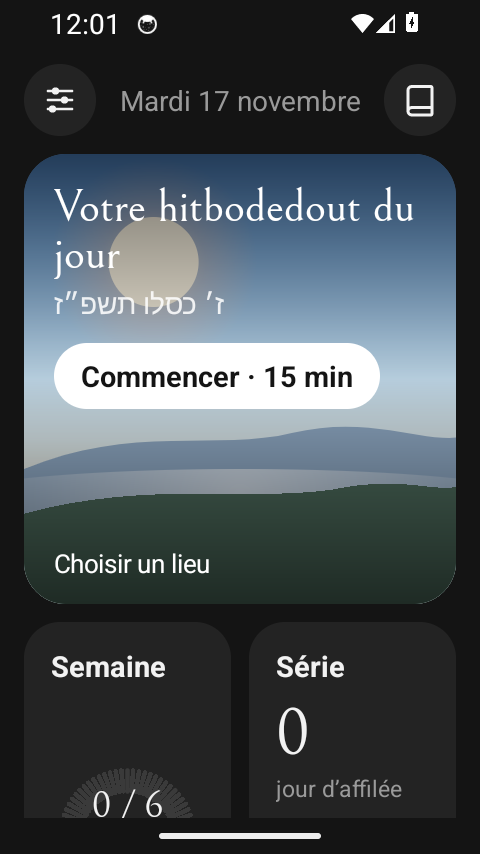 12:01
Mardi 17 novembre
Votre hitbodedout du
jour
ז׳ כסלו תשפ״ז
Commencer · 15 min
Choisir un lieu
Semaine
0 / 6
Série
0
jour d’affilée